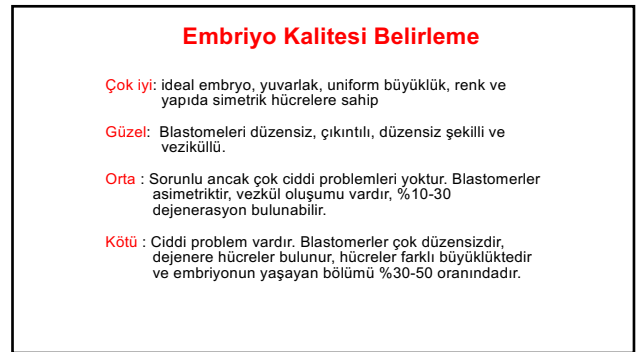 Embriyo Kalitesi Belirleme
Çok iyi: ideal embryo, yuvarlak, uniform büyüklük, renk ve
yapıda simetrik hücrelere sahip
Güzel: Blastomeleri düzensiz, çıkıntılı, düzensiz şekilli ve
veziküllü.
Orta : Sorunlu ancak çok ciddi problemleri yoktur. Blastomerler
asimetriktir, vezkül oluşumu vardır, %10-30
dejenerasyon bulunabilir.
Kötü : Ciddi problem vardır. Blastomerler çok düzensizdir,
dejenere hücreler bulunur, hücreler farklı büyüklüktedir
ve embriyonun yaşayan bölümü %30-50 oranındadır.